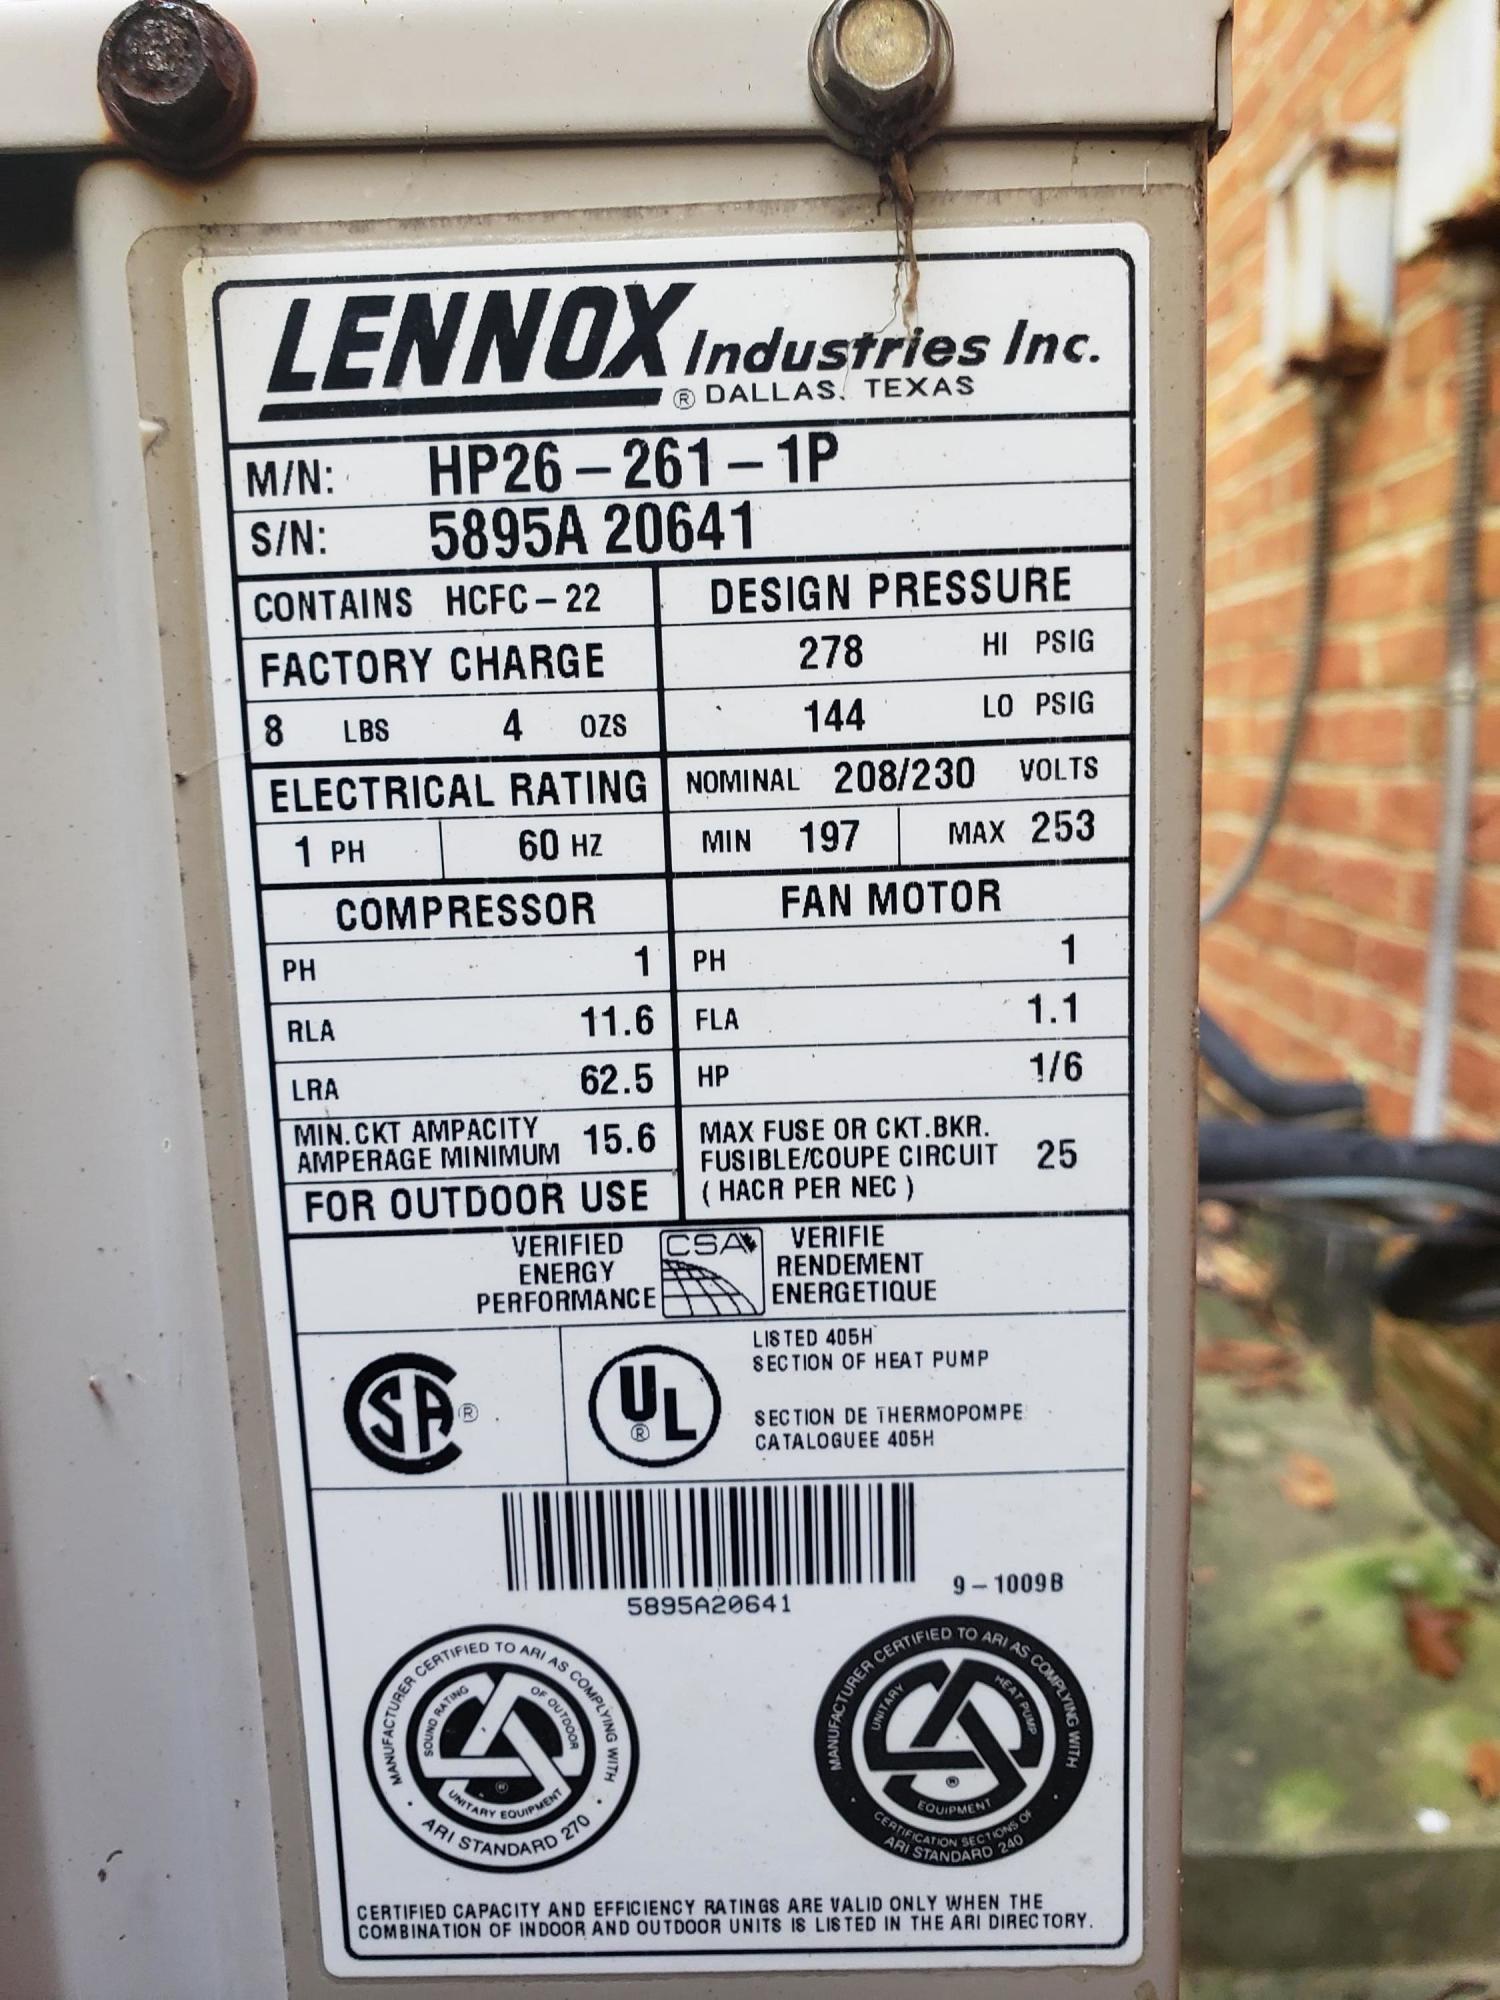 LENNOX Industries Inc.
® DALLAS, TEXAS
M/N: HP26-261-1P
S/N: 5895A 20641
CONTAINS HCFC-22
FACTORY CHARGE
8 LBS 4 OZS
DESIGN PRESSURE
278 HI PSIG
144 LO PSIG
ELECTRICAL RATING
1 PH 60 HZ
NOMINAL 208/230 VOLTS
MIN 197 MAX 253
COMPRESSOR
PH 1
RLA 11.6
LRA 62.5
MIN.CKT AMPACITY
AMPERAGE MINIMUM 15.6
FOR OUTDOOR USE
FAN MOTOR
PH 1
FLA 1.1
HP 1/6
MAX FUSE OR CKT.BKR.
FUSIBLE/COUPE CIRCUIT 25
(HACR PER NEC)
VERIFIED
ENERGY
PERFORMANCE
CSA
VERIFIE
RENDEMENT
ENERGETIQUE
SA®
UL®
LISTED 405H
SECTION OF HEAT PUMP
SECTION DE THERMOPOMPE
CATALOGUEE 405H
5895A20641
9-1009B
MANUFACTURER CERTIFIED TO ARI AS COMPLYING WITH
SOUND RATING OF OUTDOOR
®
UNITARY EQUIPMENT
ARI STANDARD 270
MANUFACTURER CERTIFIED TO ARI AS COMPLYING WITH
UNITARY HEAT PUMP
®
EQUIPMENT
CERTIFICATION SECTIONS OF
ARI STANDARD 240
CERTIFIED CAPACITY AND EFFICIENCY RATINGS ARE VALID ONLY WHEN THE
COMBINATION OF INDOOR AND OUTDOOR UNITS IS LISTED IN THE ARI DIRECTORY.